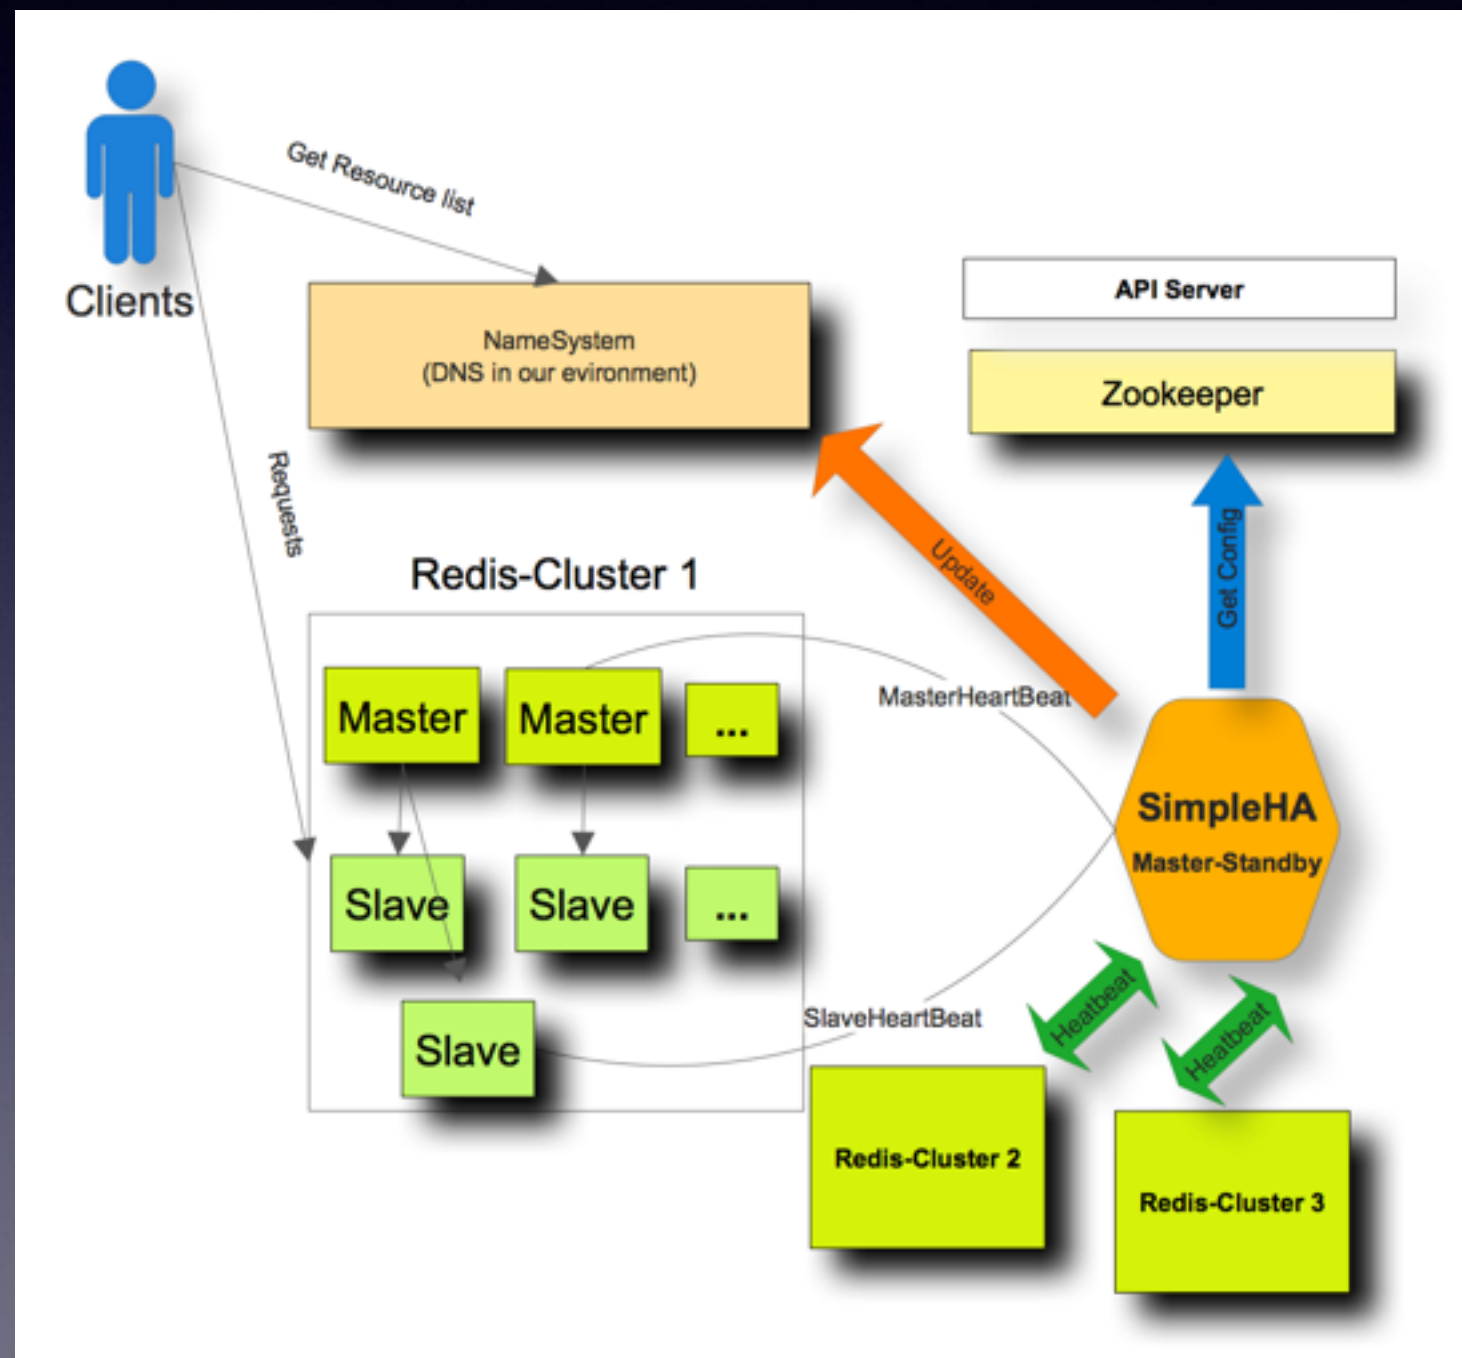 Get Resource list
Clients
API Server
NameSystem
(DNS in our evironment)
Zookeeper
Requests
Update
Get Config
Redis-Cluster 1
MasterHeartBeat
Master
Master
...
SimpleHA
Master-Standby
Slave
Slave
...
SlaveHeartBeat
Slave
Heatbeat
Heatbeat
Redis-Cluster 2
Redis-Cluster 3